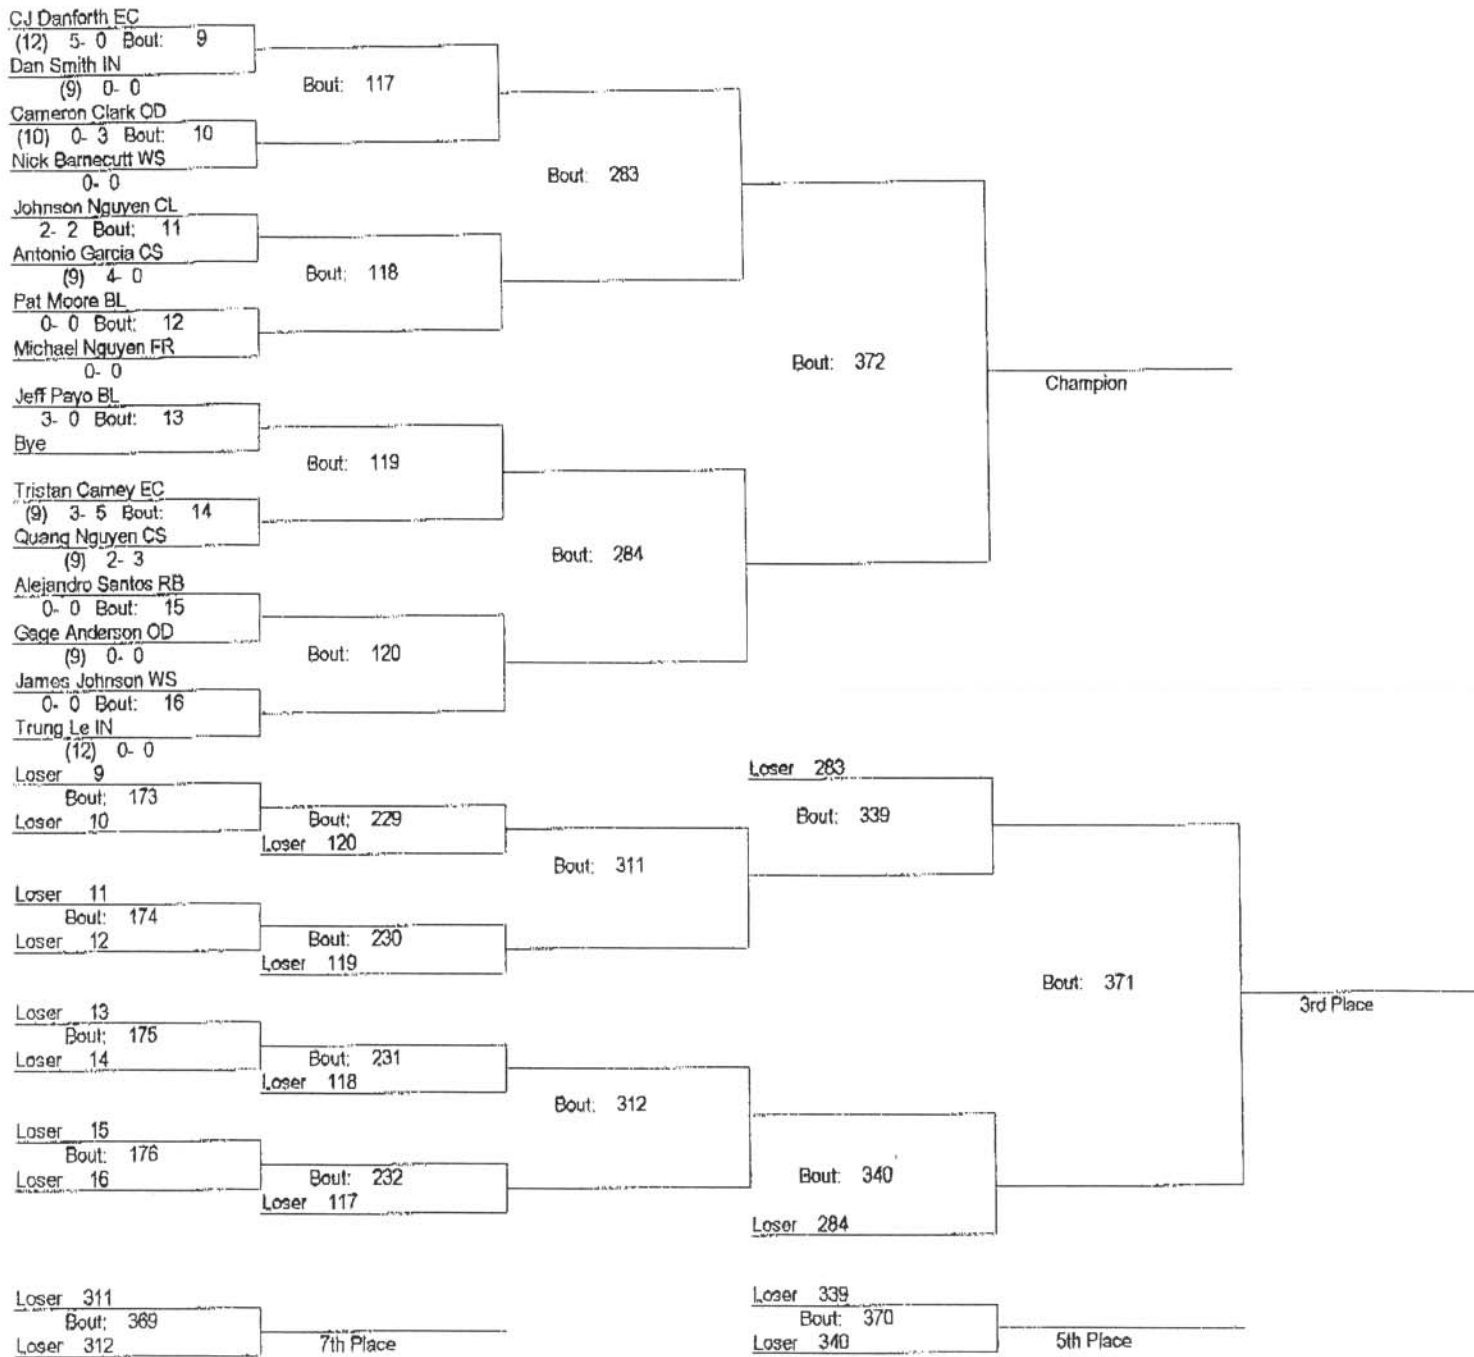 CJ Danforth EC
(12) 5- 0 Bout: 9
Dan Smith IN
(9) 0- 0
Bout: 117
Cameron Clark OD
(10) 0- 3 Bout: 10
Nick Barnecutt WS
0- 0
Bout: 283
Johnson Nguyen CL
2- 2 Bout: 11
Antonio Garcia CS
(9) 4- 0
Bout: 118
Pat Moore BL
0- 0 Bout: 12
Michael Nguyen FR
0- 0
Bout: 372
Champion
Jeff Payo BL
3- 0 Bout: 13
Bye
Bout: 119
Tristan Carney EC
(9) 3- 5 Bout: 14
Quang Nguyen CS
(9) 2- 3
Bout: 284
Alejandro Santos RB
0- 0 Bout: 15
Gage Anderson OD
(9) 0- 0
Bout: 120
James Johnson WS
0- 0 Bout: 16
Trung Le IN
(12) 0- 0
Loser 9
Bout: 173
Loser 10
Bout: 229
Loser 120
Bout: 311
Loser 283
Bout: 339
Loser 11
Bout: 174
Loser 12
Bout: 230
Loser 119
Bout: 371
3rd Place
Loser 13
Bout: 175
Loser 14
Bout: 231
Loser 118
Bout: 312
Loser 15
Bout: 176
Loser 16
Bout: 232
Loser 117
Bout: 340
Loser 284
Loser 311
Bout: 369
Loser 312
7th Place
Loser 339
Bout: 370
Loser 340
5th Place